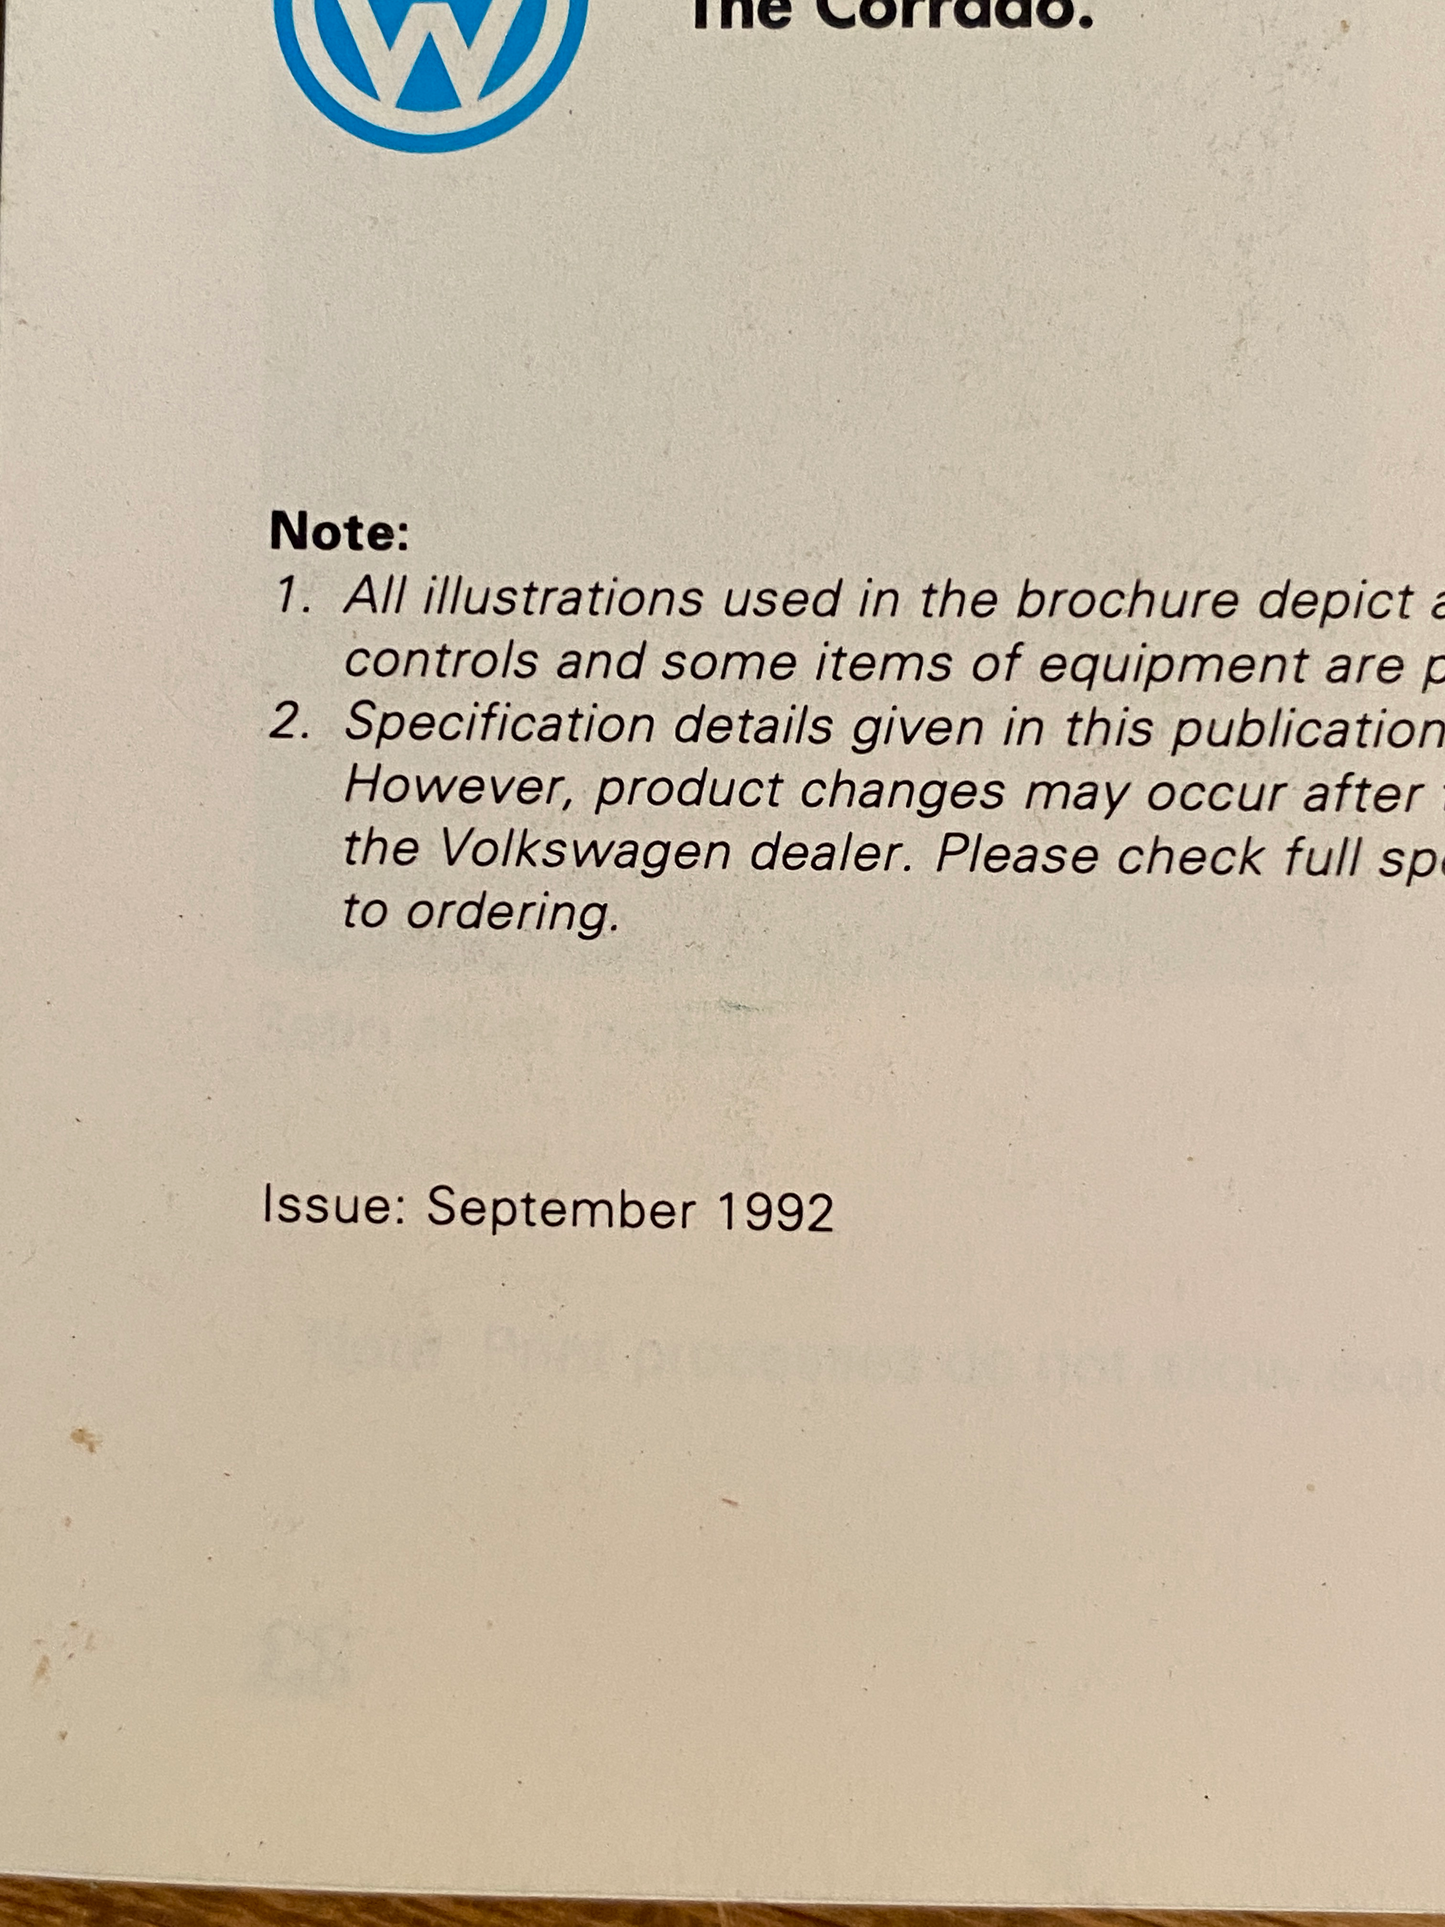 The Corrado.
Note:
1. All illustrations used in the brochure depict
controls and some items of equipment are
2. Specification details given in this publication
However, product changes may occur after
the Volkswagen dealer. Please check full
to ordering.
Issue: September 1992